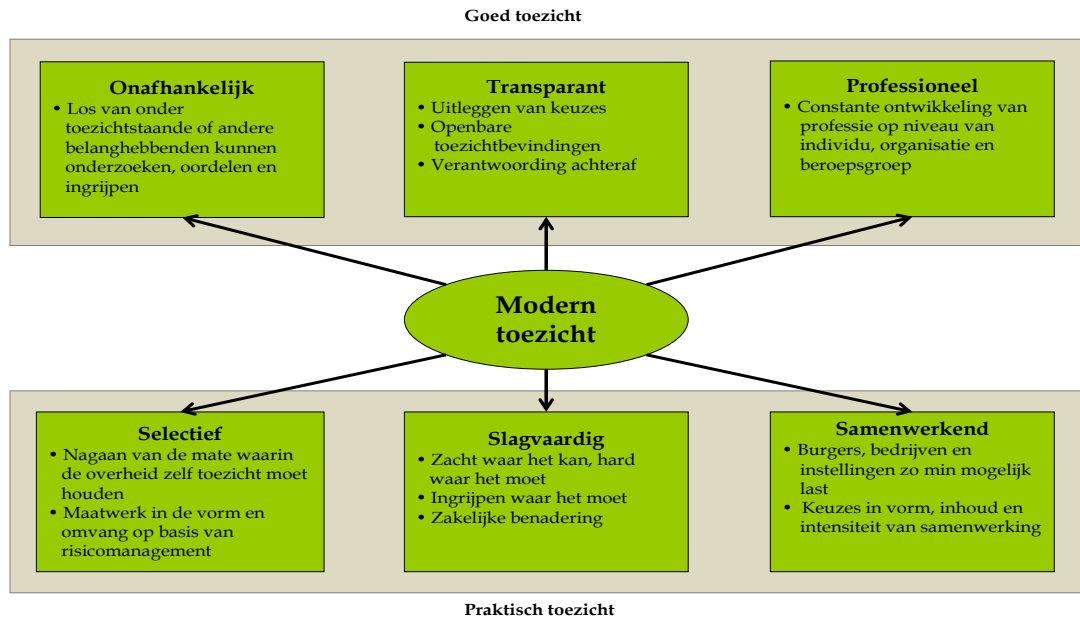 Goed toezicht
Onafhankelijk
• Los van onder
toezichtstaande of andere
belanghebbenden kunnen
onderzoeken, oordelen en
ingrijpen
Transparant
• Uitleggen van keuzes
• Openbare
toezichtbevindingen
• Verantwoording achteraf
Professioneel
• Constante ontwikkeling van
professie op niveau van
individu, organisatie en
beroepsgroep
Modern
toezicht
Selectief
• Nagaan van de mate waarin
de overheid zelf toezicht moet
houden
• Maatwerk in de vorm en
omvang op basis van
risicomanagement
Slagvaardig
• Zacht waar het kan, hard
waar het moet
• Ingrijpen waar het moet
• Zakelijke benadering
Samenwerkend
• Burgers, bedrijven en
instellingen zo min mogelijk
last
• Keuzes in vorm, inhoud en
intensiteit van samenwerking
Praktisch toezicht